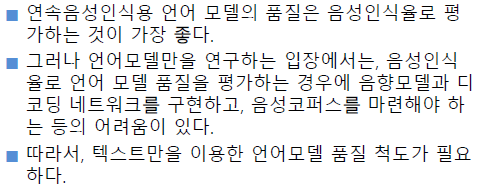 연속음성인식용 언어 모델의 품질은 음성인식율로 평
가하는 것이 가장 좋다.
그러나 언어모델만을 연구하는 입장에서는, 음성인식
율로 언어 모델 품질을 평가하는 경우에 음향모델과 디
코딩 네트워크를 구현하고, 음성코퍼스를 마련해야 하
는 등의 어려움이 있다.
따라서, 텍스트만을 이용한 언어모델 품질 척도가 필요
하다.